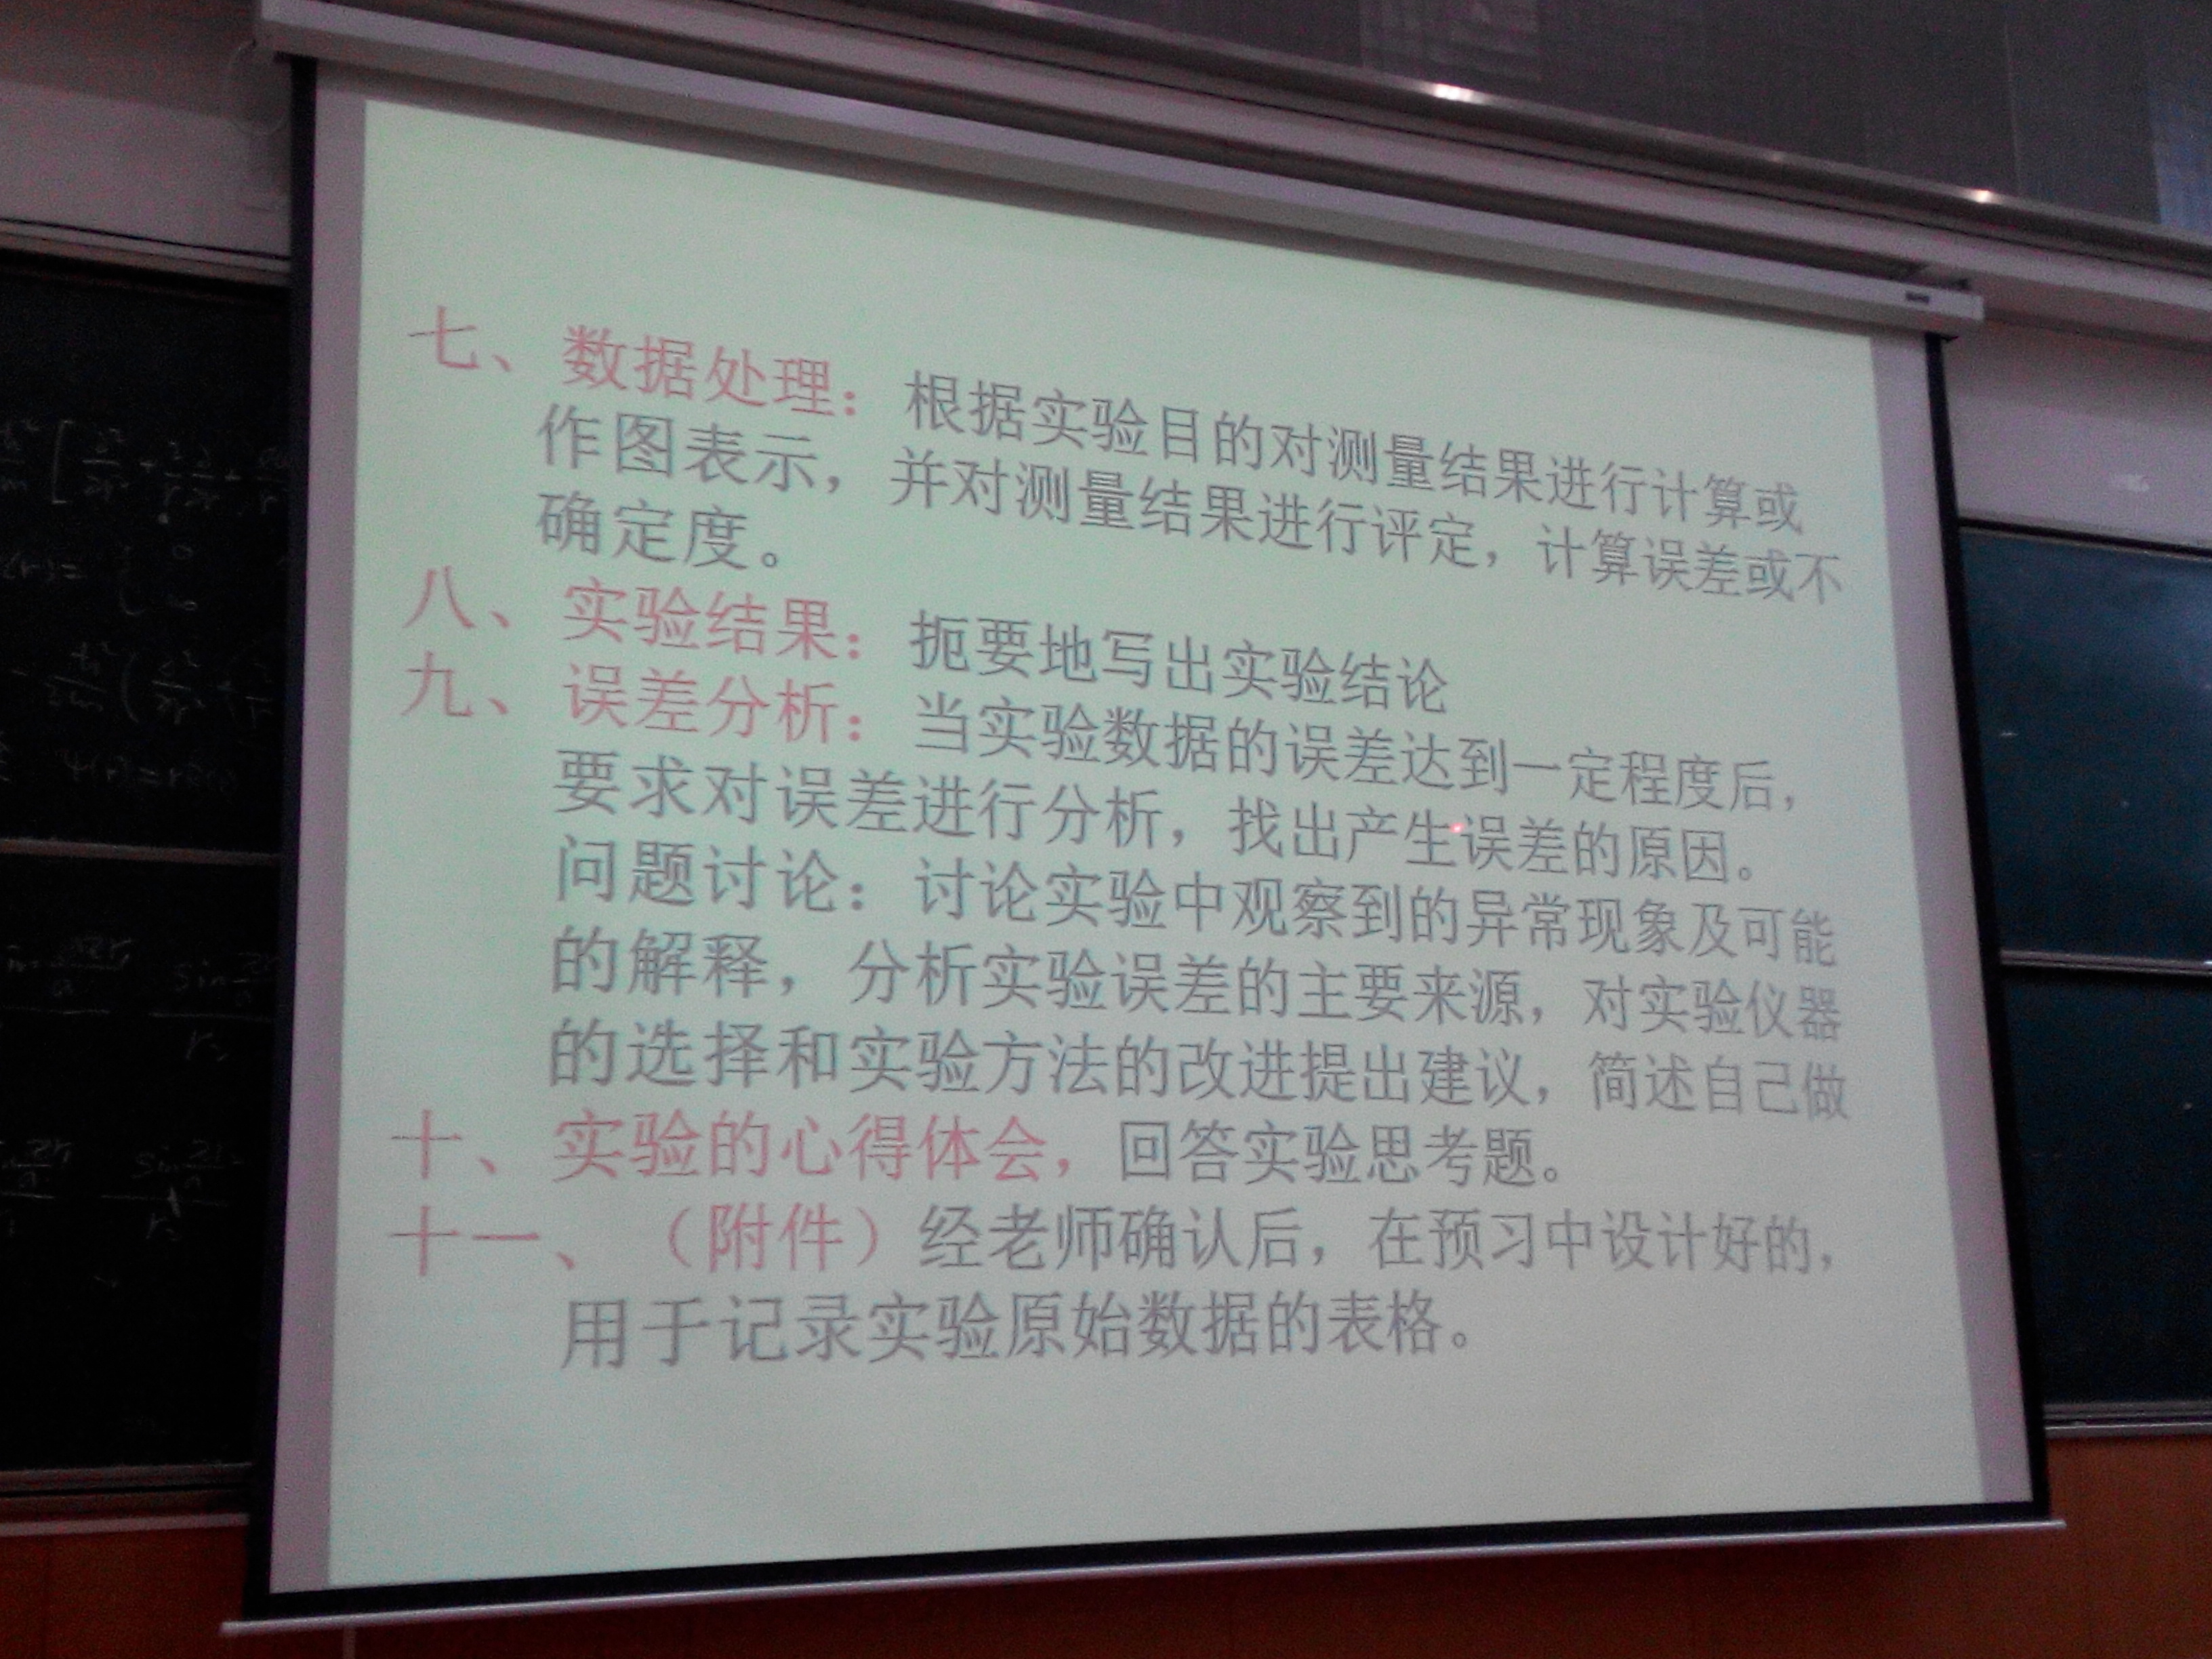 七、数据处理：根据实验目的对测量结果进行计算或
作图表示，并对测量结果进行评定，计算误差或不
确定度。
八、实验结果：扼要地写出实验结论
九、误差分析：当实验数据的误差达到一定程度后，
要求对误差进行分析，找出产生误差的原因。
问题讨论：讨论实验中观察到的异常现象及可能
的解释，分析实验误差的主要来源，对实验仪器
的选择和实验方法的改进提出建议，简述自己做
十、实验的心得体会，回答实验思考题。
十一、（附件）经老师确认后，在预习中设计好的，
用于记录实验原始数据的表格。